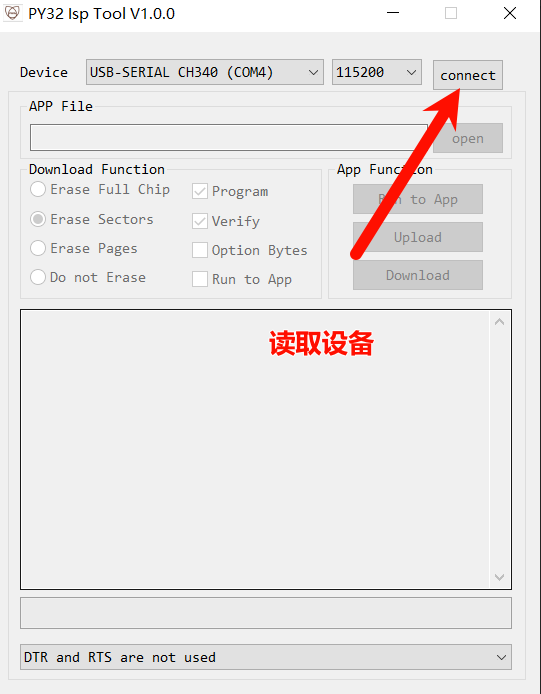 PY32 Isp Tool V1.0.0
Device USB-SERIAL CH340 (COM4) 115200 connect
APP File
open
Download Function
Erase Full Chip
Erase Sectors
Erase Pages
Do not Erase
Program
Verify
Option Bytes
Run to App
App Function
Run to App
Upload
Download
读取设备
DTR and RTS are not used